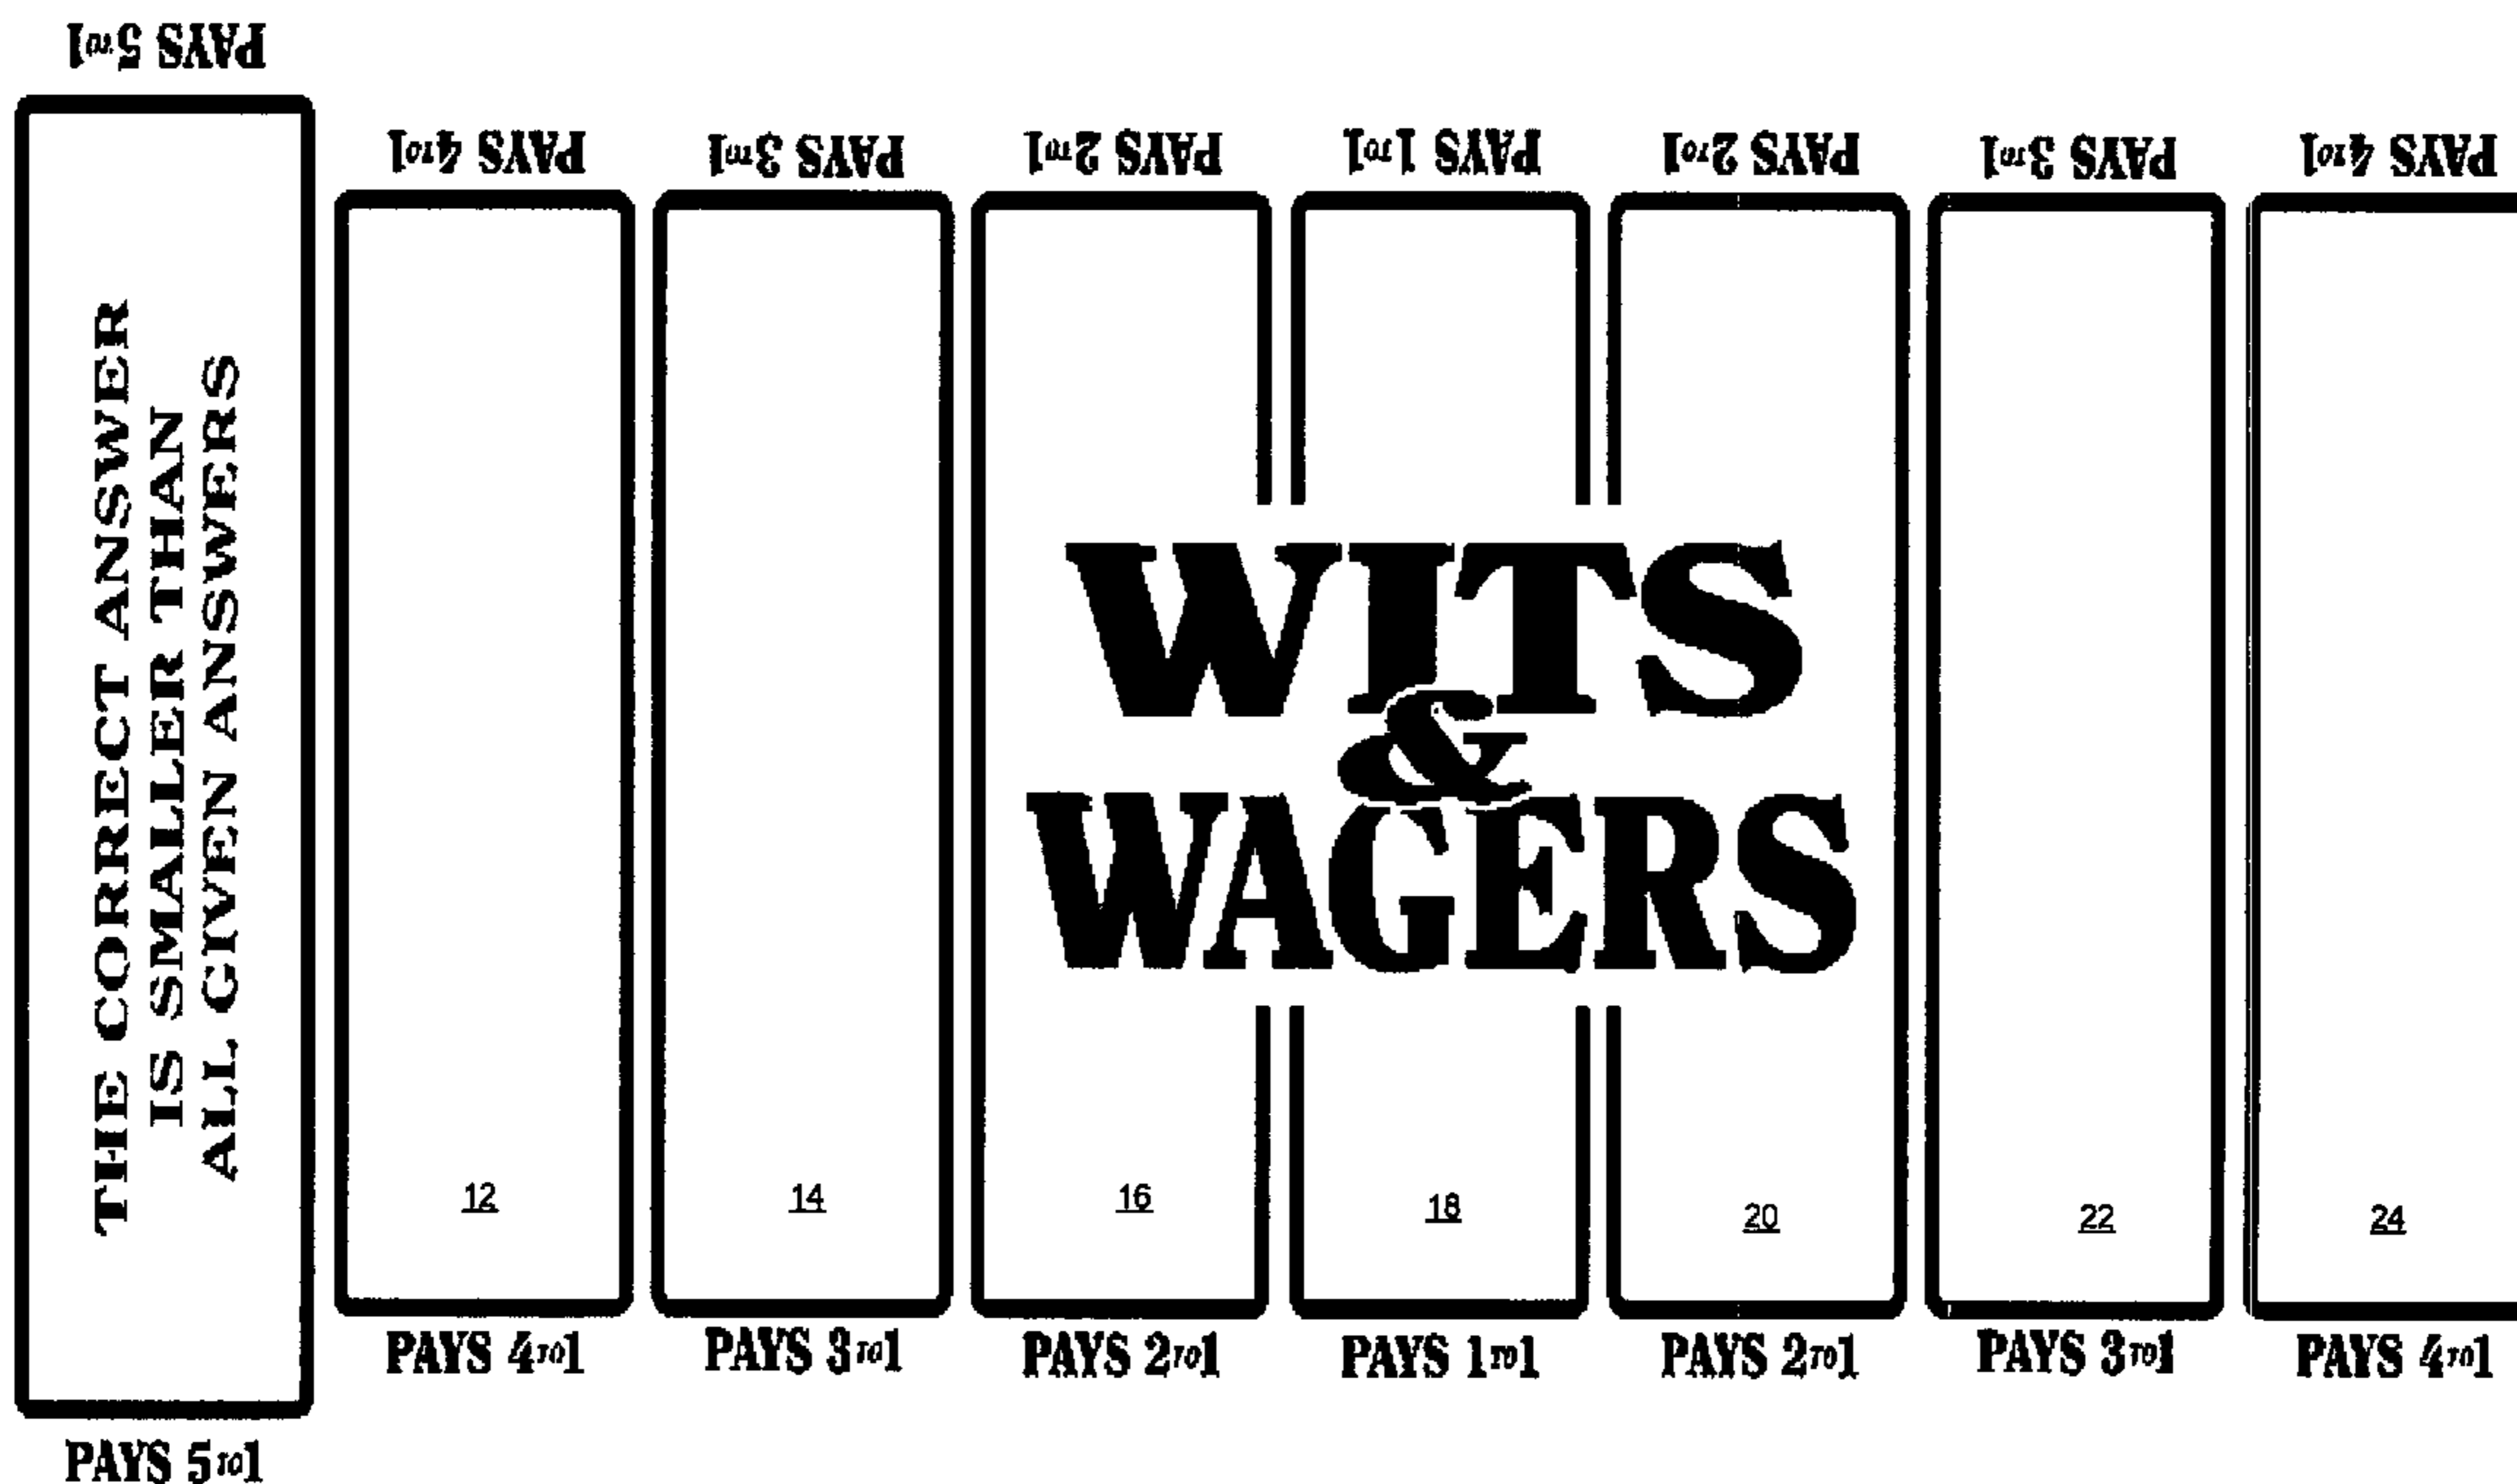 PAYS 5 TO 1
PAYS 4 TO 1
PAYS 3 TO 1
PAYS 2 TO 1
PAYS 1 TO 1
PAYS 2 TO 1
PAYS 3 TO 1
PAYS 4 TO 1
THE CORRECT ANSWER
IS SMALLER THAN
ALL GIVEN ANSWERS
WITS
&
WAGERS
12
14
16
18
20
22
24
PAYS 4 TO 1
PAYS 3 TO 1
PAYS 2 TO 1
PAYS 1 TO 1
PAYS 2 TO 1
PAYS 3 TO 1
PAYS 4 TO 1
PAYS 5 TO 1